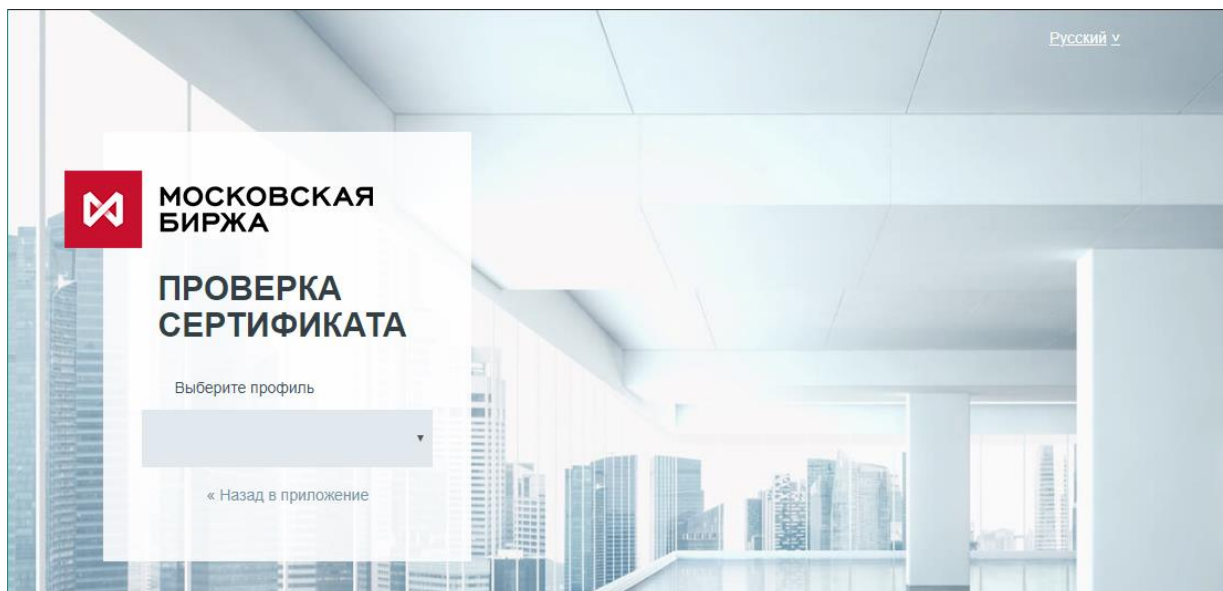 Русский ˅
МОСКОВСКАЯ
БИРЖА
ПРОВЕРКА
СЕРТИФИКАТА
Выберите профиль
« Назад в приложение